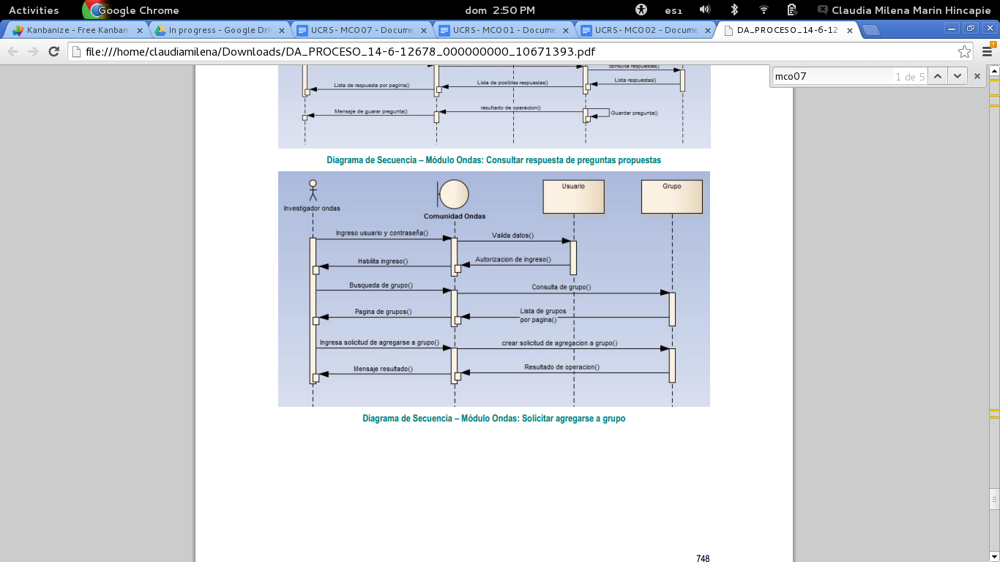 Activities
Google Chrome
dom 2:50 PM
es1
Claudia Milena Marin Hincapie
Kanbanize - Free Kanban
In progress - Google Dri
UCRS- MCO07 - Docume
UCRS- MCO01 - Docume
UCRS- MCO02 - Docume
DA_PROCESO_14-6-12
file:///home/claudiamilena/Downloads/DA_PROCESO_14-6-12678_000000000_10671393.pdf
mco07
1 de 5
consulta respuestas()
Lista de respuesta por pagina()
Lista de posibles respuestas()
Lista respuestas()
Mensaje de guarar pregunta()
resultado de operacion()
Guardar pregunta()
Diagrama de Secuencia – Módulo Ondas: Consultar respuesta de preguntas propuestas
Investigador ondas
Comunidad Ondas
Usuario
Grupo
Ingreso usuario y contraseña()
Valida datos()
Habilita ingreso()
Autorizacion de ingreso()
Busqueda de grupo()
Consulta de grupo()
Pagina de grupos()
Lista de grupos
por pagina()
Ingresa solicitud de agregarse a grupo()
crear solicitud de agregacion a grupo()
Mensaje resultado()
Resultado de operacion()
Diagrama de Secuencia – Módulo Ondas: Solicitar agregarse a grupo
748